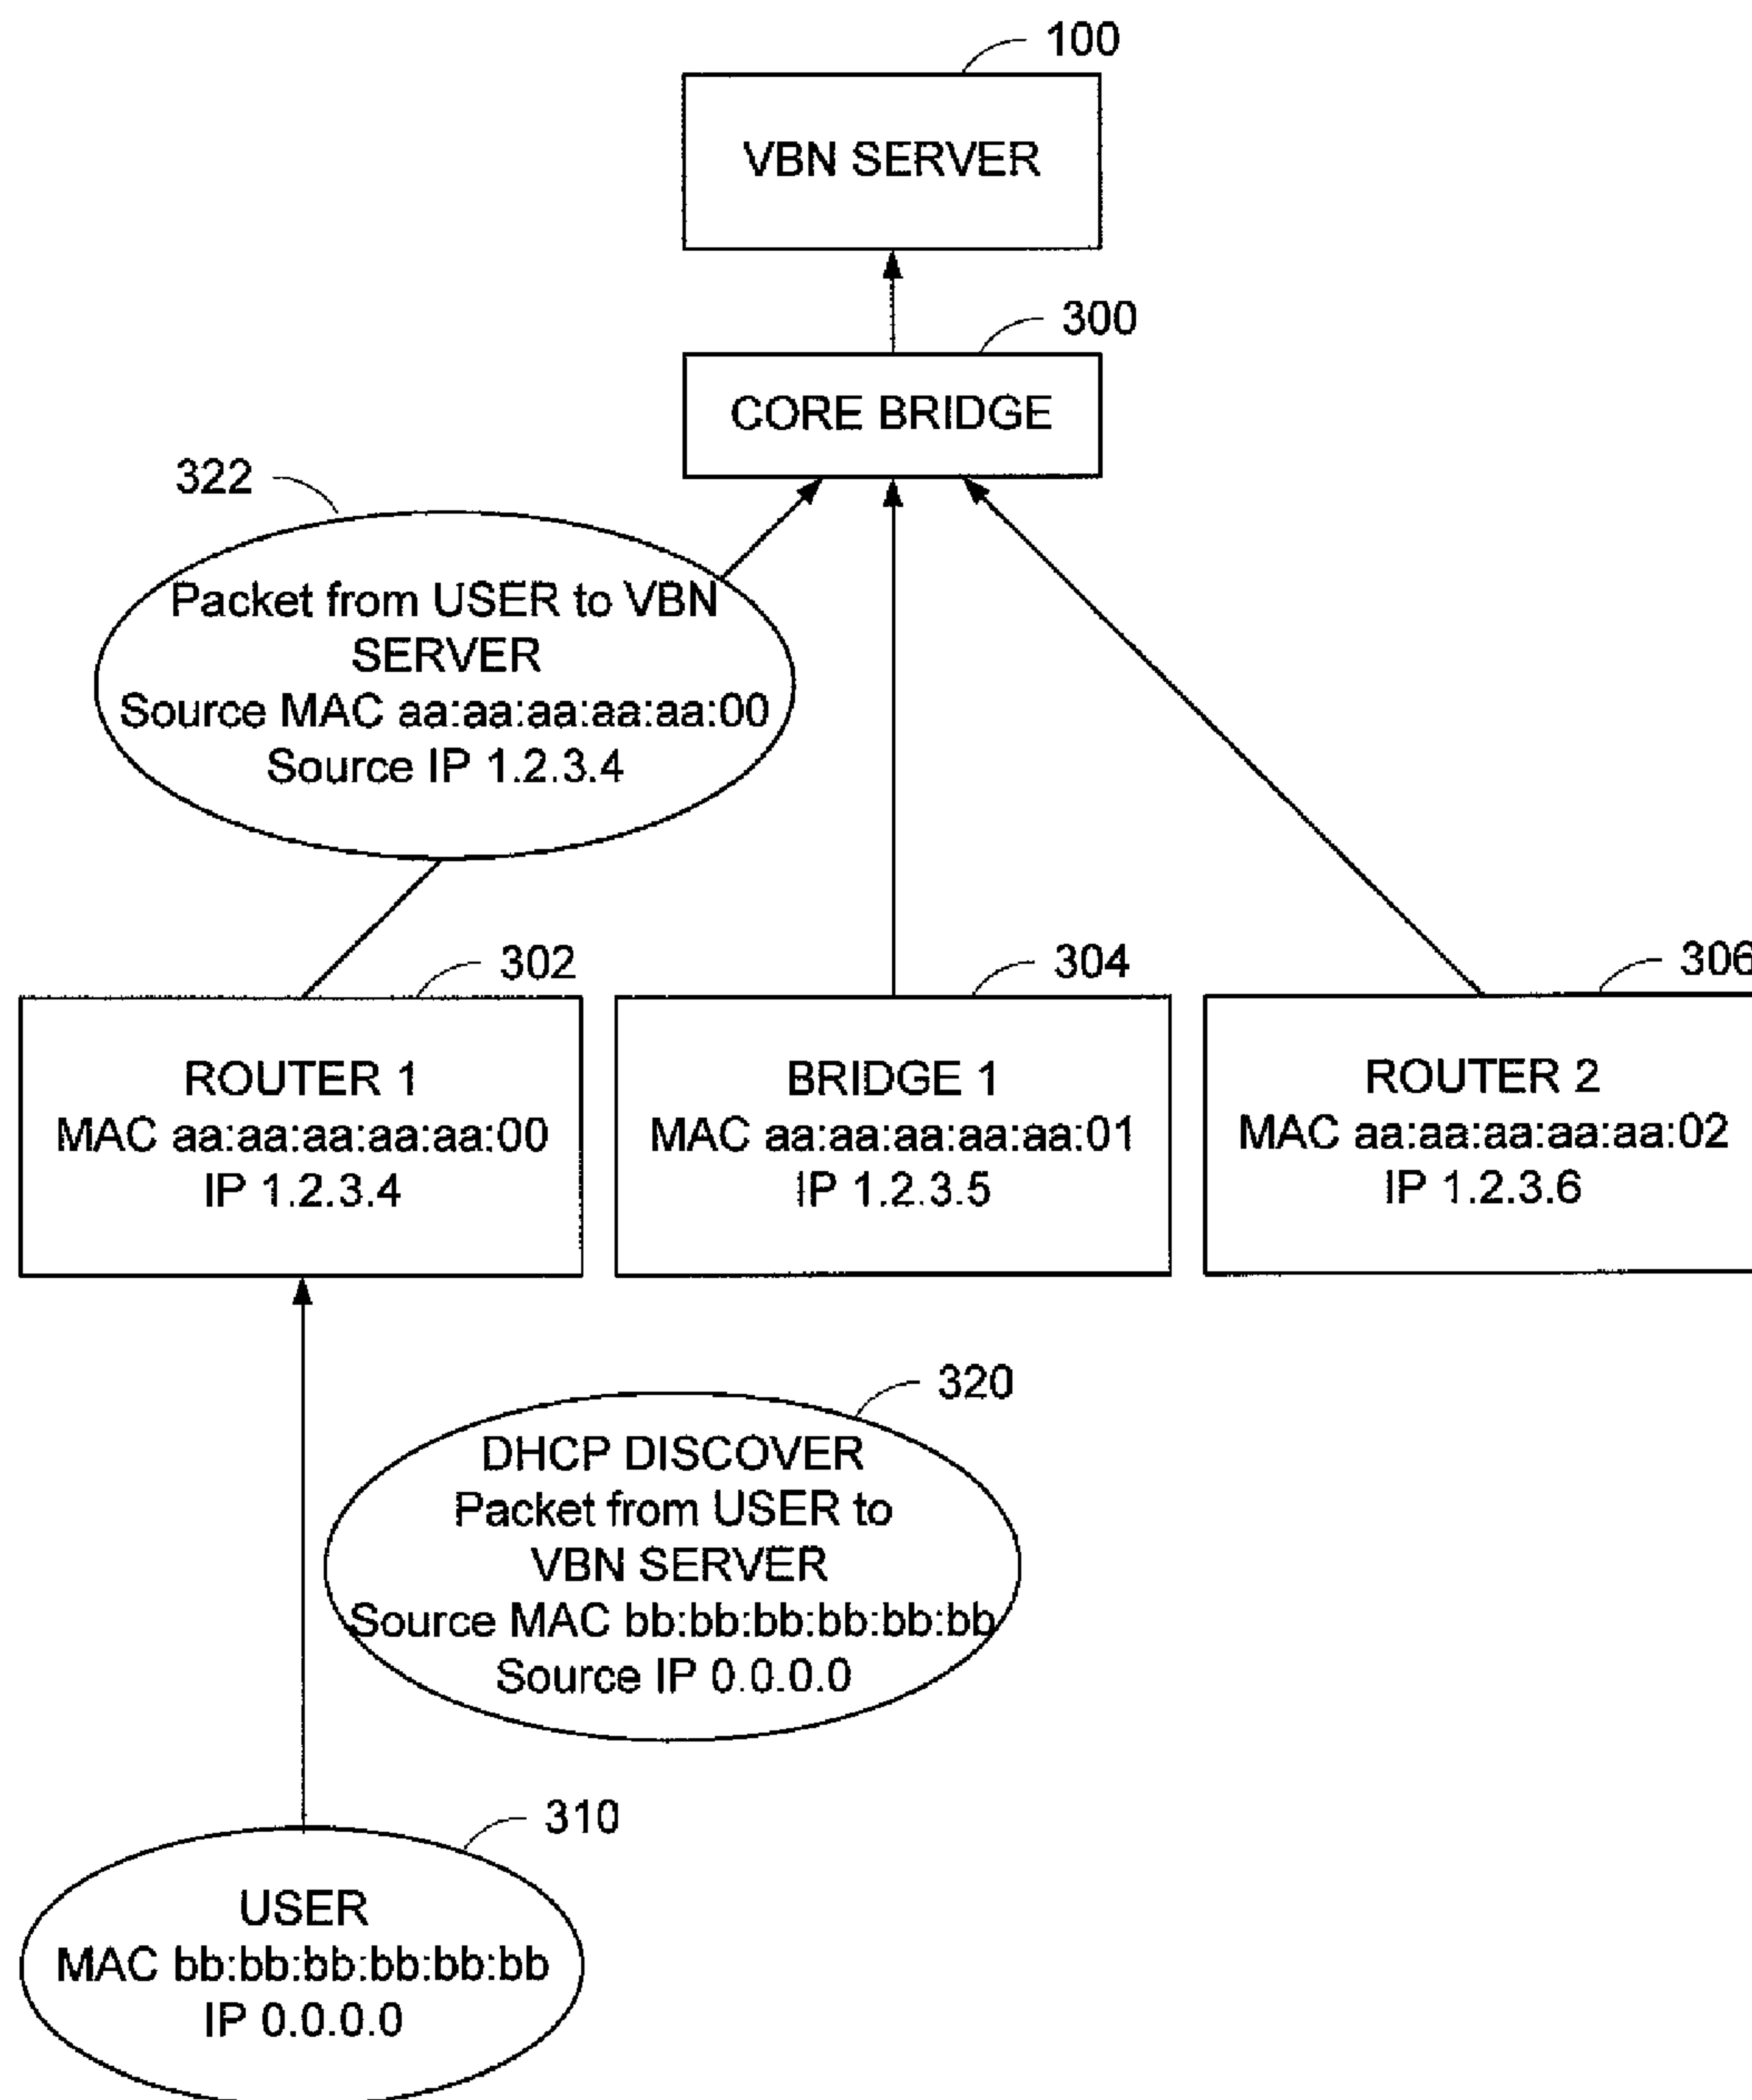 100
VBN SERVER
300
CORE BRIDGE
322
Packet from USER to VBN
SERVER
Source MAC aa:aa:aa:aa:aa:00
Source IP 1.2.3.4
302
304
306
ROUTER 1
MAC aa:aa:aa:aa:aa:00
IP 1.2.3.4
BRIDGE 1
MAC aa:aa:aa:aa:aa:01
IP 1.2.3.5
ROUTER 2
MAC aa:aa:aa:aa:aa:02
IP 1.2.3.6
320
DHCP DISCOVER
Packet from USER to
VBN SERVER
Source MAC bb:bb:bb:bb:bb:bb
Source IP 0.0.0.0
310
USER
MAC bb:bb:bb:bb:bb:bb
IP 0.0.0.0